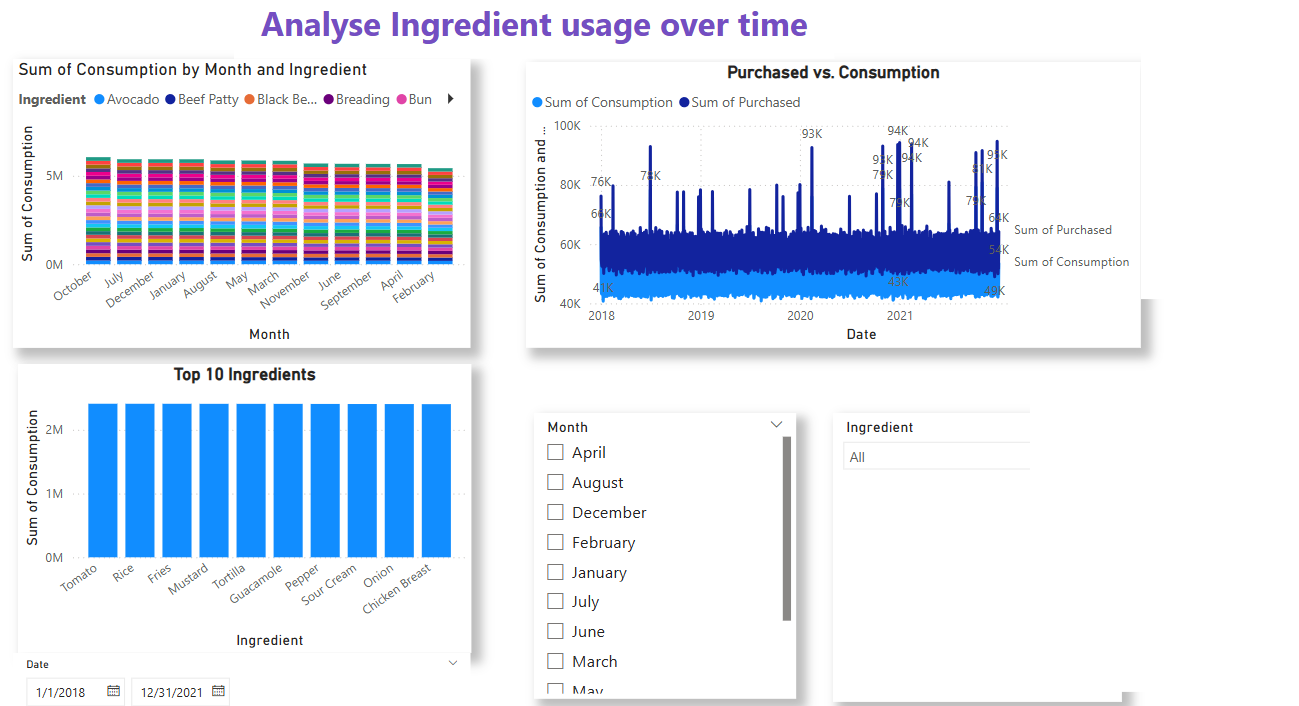 Analyse Ingredient usage over time
Sum of Consumption by Month and Ingredient
Ingredient Avocado Beef Patty Black Be... Breading Bun
Sum of Consumption
5M
0M
October July December January August May March November June September April February
Month
Purchased vs. Consumption
Sum of Consumption Sum of Purchased
Sum of Consumption and ...
100K
80K
60K
40K
76K
66K
41K
78K
93K
93K
79K
94K
94K
94K
79K
43K
81K
79K
95K
64K
54K
49K
Sum of Purchased
Sum of Consumption
2018 2019 2020 2021
Date
Top 10 Ingredients
Sum of Consumption
2M
1M
0M
Tomato Rice Fries Mustard Tortilla Guacamole Pepper Sour Cream Onion Chicken Breast
Ingredient
Date
1/1/2018 12/31/2021
Month
April
August
December
February
January
July
June
March
May
Ingredient
All